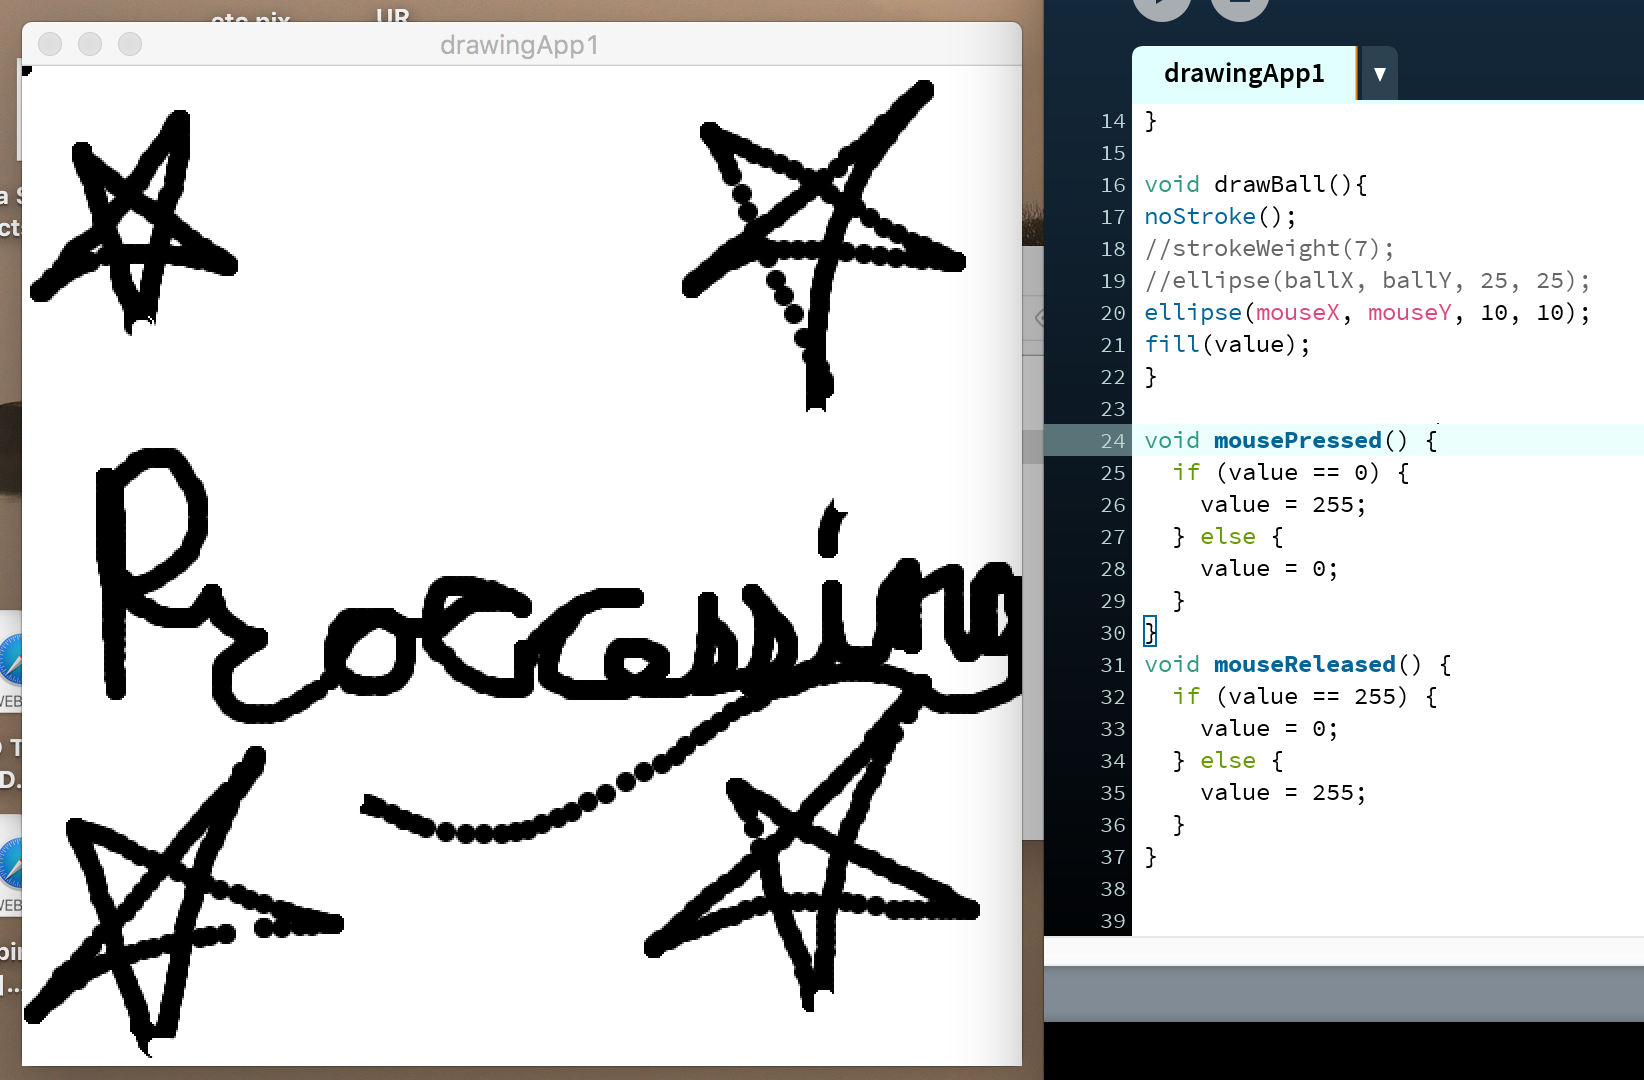 UR
drawingApp1
Processing
drawingApp1
14 }
15
16 void drawBall(){
17 noStroke();
18 //strokeWeight(7);
19 //ellipse(ballX, ballY, 25, 25);
20 ellipse(mouseX, mouseY, 10, 10);
21 fill(value);
22 }
23
24 void mousePressed() {
25 if (value == 0) {
26 value = 255;
27 } else {
28 value = 0;
29 }
30 }
31 void mouseReleased() {
32 if (value == 255) {
33 value = 0;
34 } else {
35 value = 255;
36 }
37 }
38
39